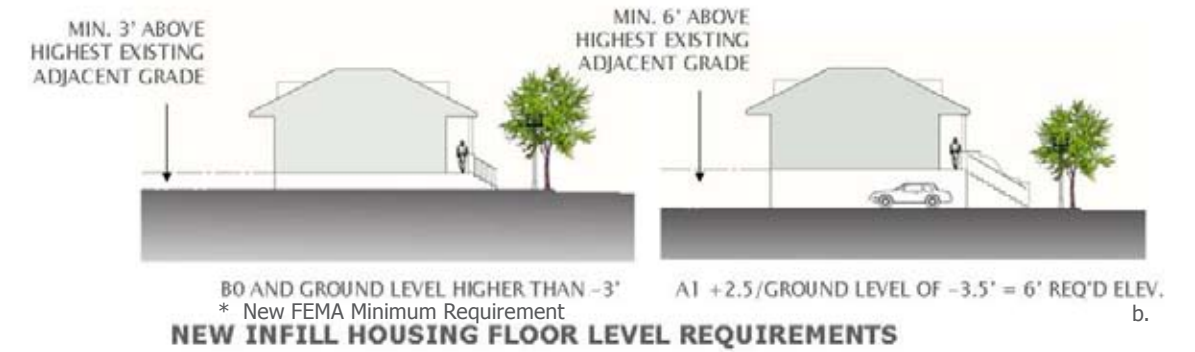 MIN. 3' ABOVE
HIGHEST EXISTING
ADJACENT GRADE
MIN. 6' ABOVE
HIGHEST EXISTING
ADJACENT GRADE
B0 AND GROUND LEVEL HIGHER THAN -3'
A1 +2.5/GROUND LEVEL OF -3.5' = 6' REQ'D ELEV.
* New FEMA Minimum Requirement
b.
NEW INFILL HOUSING FLOOR LEVEL REQUIREMENTS